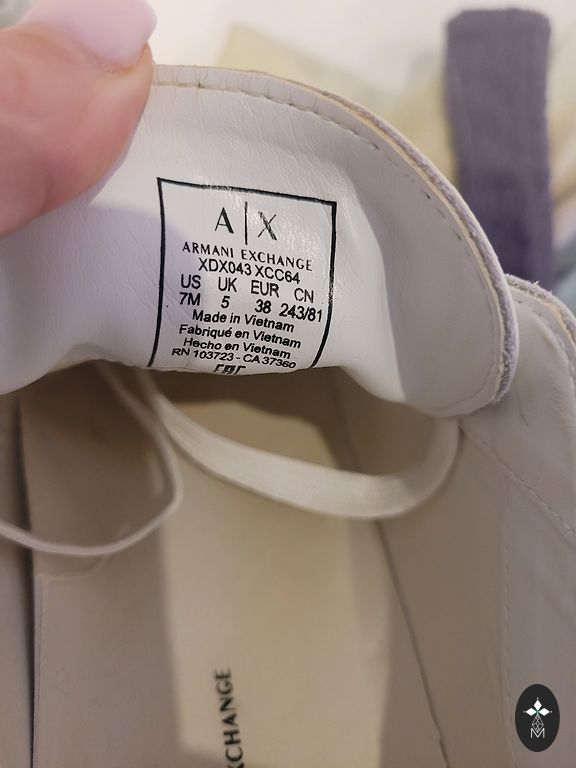 A|X
ARMANI EXCHANGE
XDX043 XCC64
US UK EUR CN
7M 5 38 243/81
Made in Vietnam
Fabriqué en Vietnam
Hecho en Vietnam
RN 103723 - CA 37360
EAC
XCHANGE
M